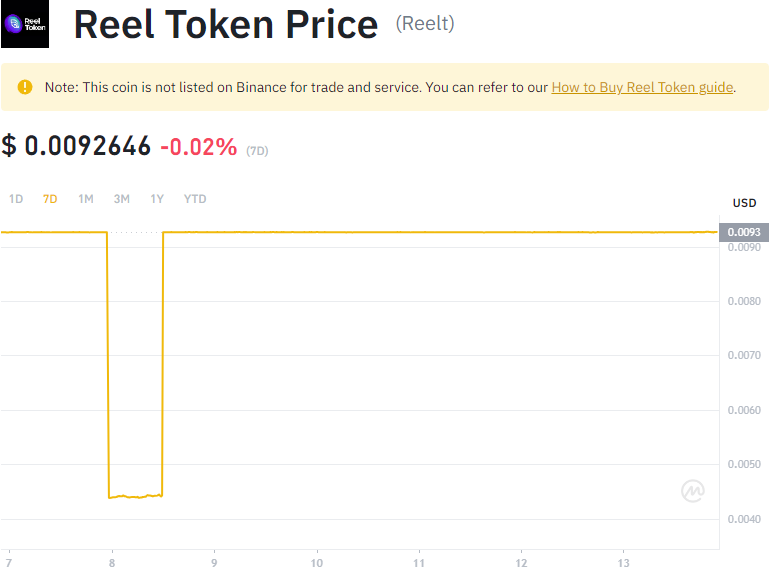 Reel Token
Reel Token Price (Reelt)
Note: This coin is not listed on Binance for trade and service. You can refer to our How to Buy Reel Token guide.
$ 0.0092646 -0.02% (7D)
1D 7D 1M 3M 1Y YTD
USD
0.0093
0.0090
0.0080
0.0070
0.0060
0.0050
0.0040
7 8 9 10 11 12 13